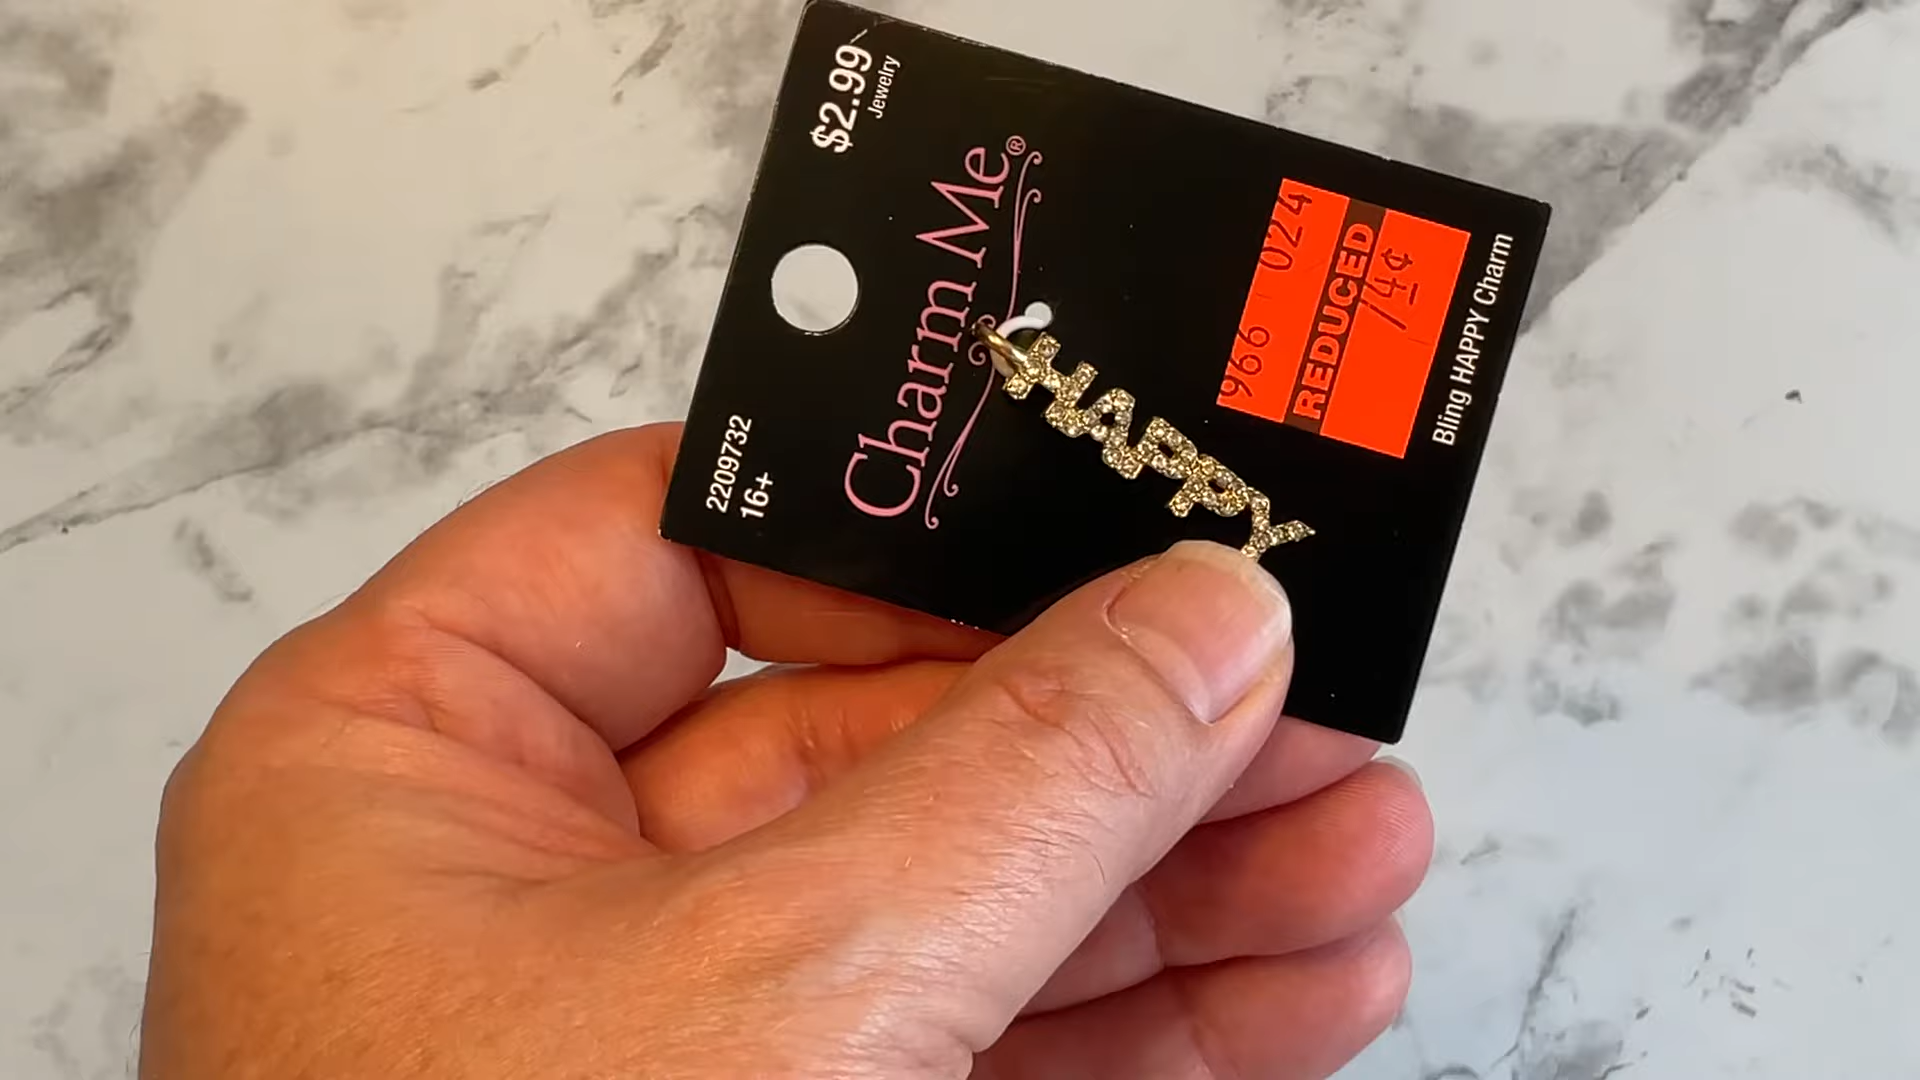 $2.99
Jewelry
2209732
16+
Charm Me®
HAPPY
966 024
REDUCED
74¢
Bling HAPPY Charm